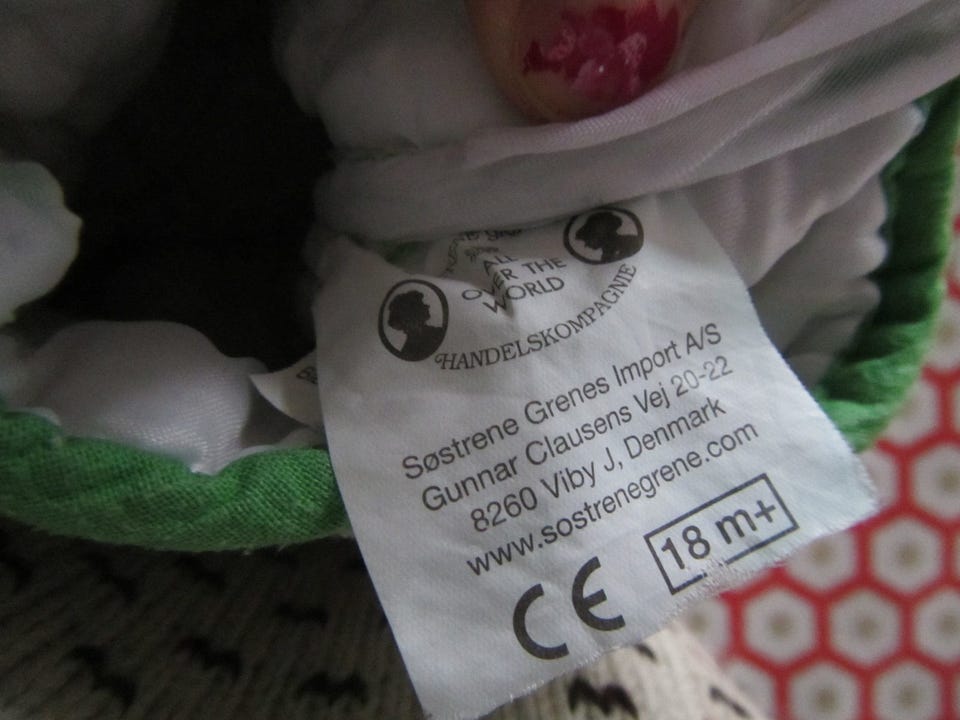 ALL
OVER THE
WORLD
HANDELSKOMPAGNIE
Søstrene Grenes Import A/S
Gunnar Clausens Vej 20-22
8260 Viby J, Denmark
www.sostrenegrene.com
CE
18 m+